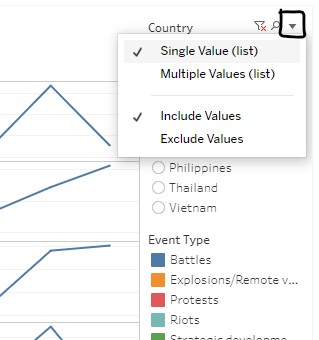 Country
Single Value (list)
Multiple Values (list)
Include Values
Exclude Values
Philippines
Thailand
Vietnam
Event Type
Battles
Explosions/Remote v...
Protests
Riots
Strategic developme...